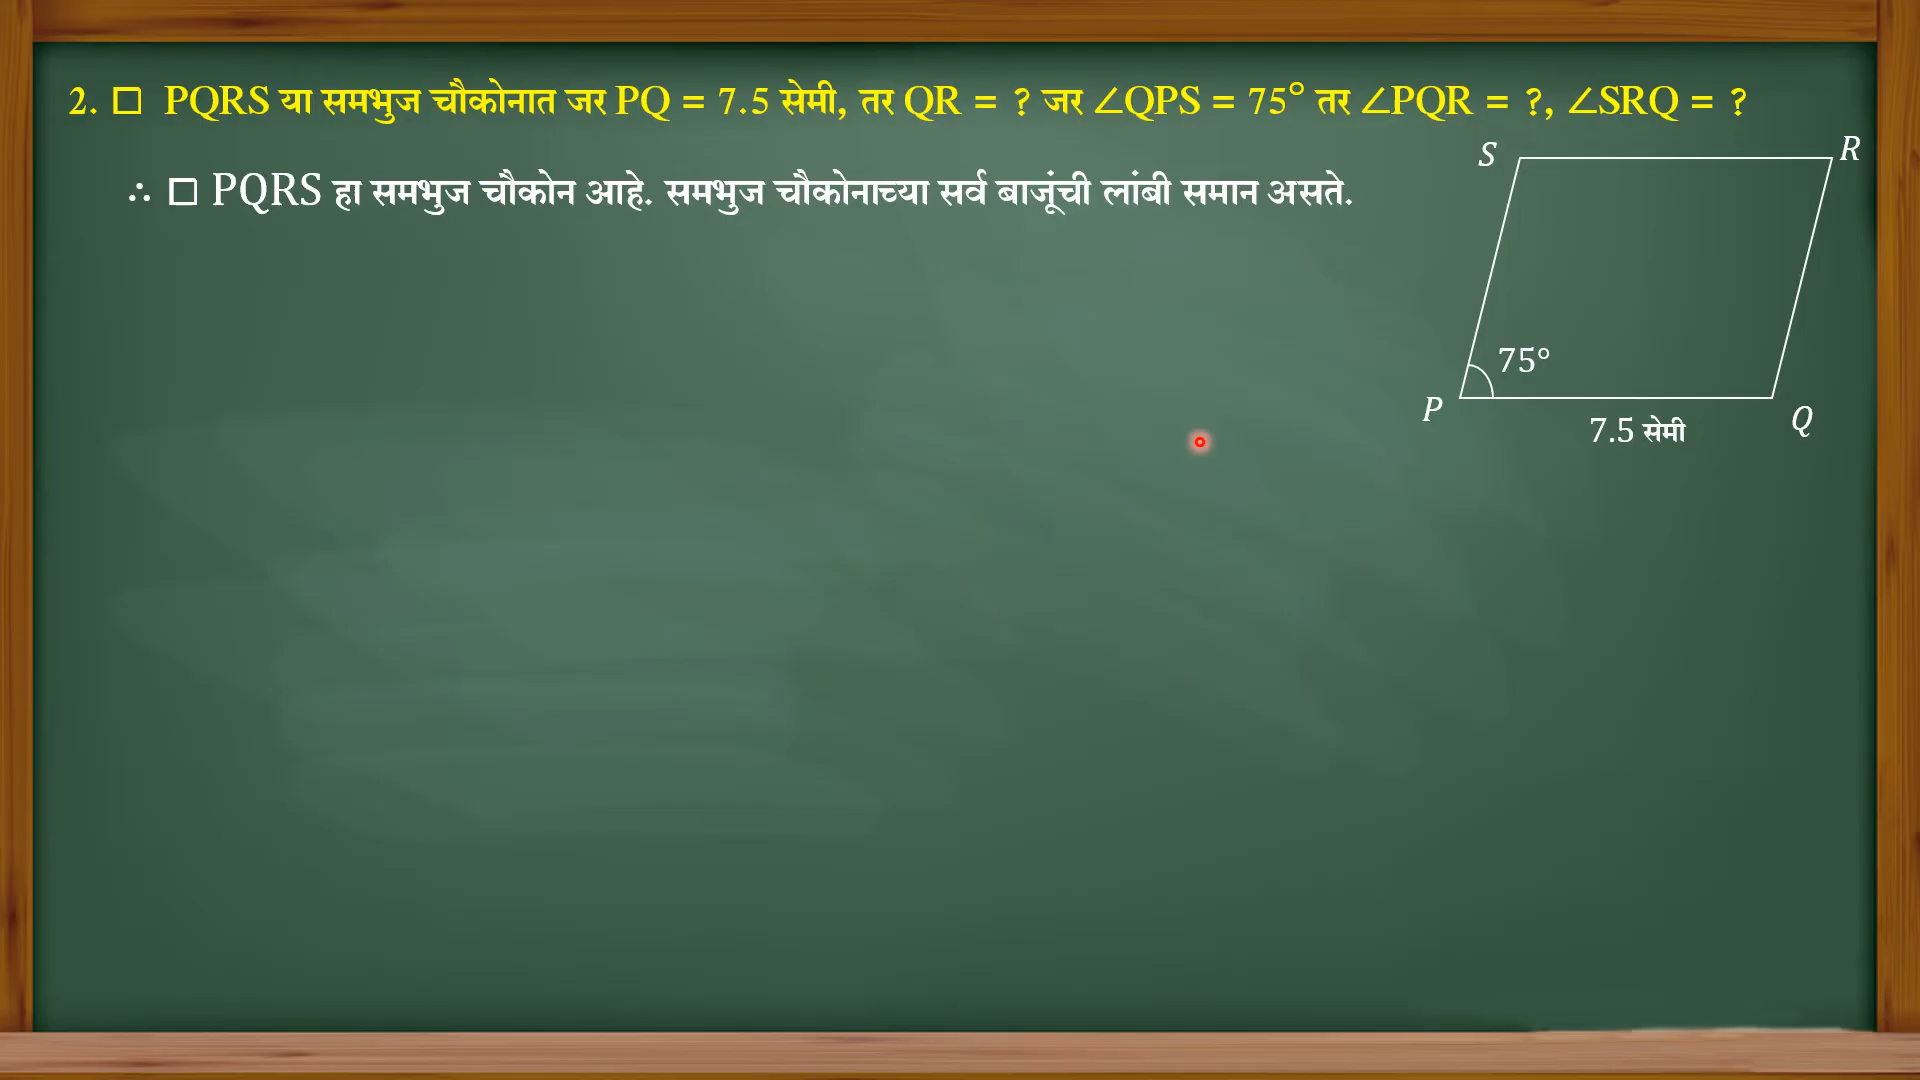 2. □ PQRS या समभुज चौकोनात जर PQ = 7.5 सेमी, तर QR = ? जर ∠QPS = 75° तर ∠PQR = ?, ∠SRQ = ?
∴ □ PQRS हा समभुज चौकोन आहे. समभुज चौकोनाच्या सर्व बाजूंची लांबी समान असते.
S
R
75°
P
Q
7.5 सेमी